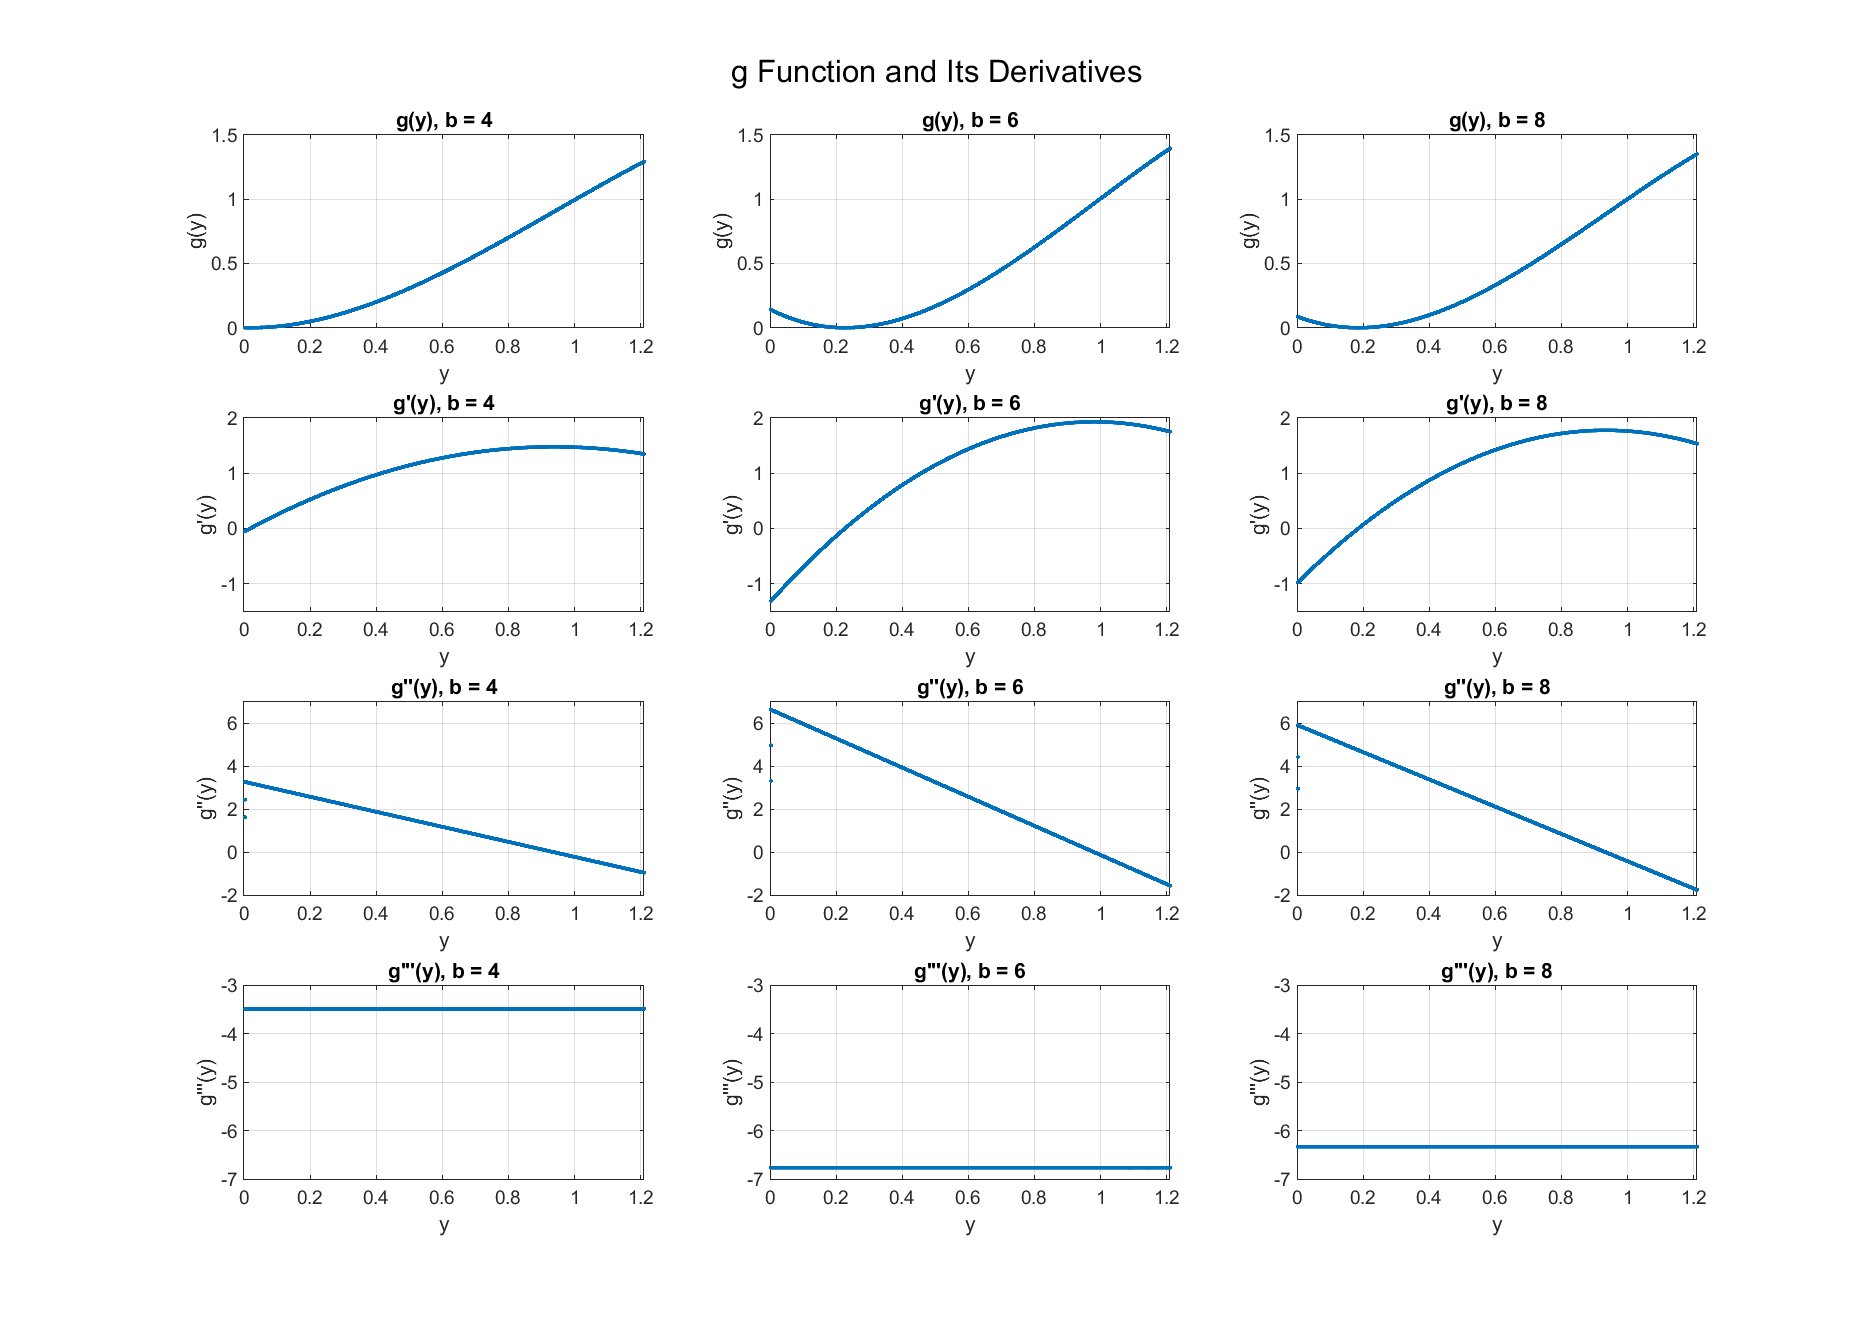 g Function and Its Derivatives
g(y), b = 4
g(y)
1.5
1
0.5
0
0 0.2 0.4 0.6 0.8 1 1.2
y
g(y), b = 6
g(y)
1.5
1
0.5
0
0 0.2 0.4 0.6 0.8 1 1.2
y
g(y), b = 8
g(y)
1.5
1
0.5
0
0 0.2 0.4 0.6 0.8 1 1.2
y
g'(y), b = 4
g'(y)
2
1
0
-1
0 0.2 0.4 0.6 0.8 1 1.2
y
g'(y), b = 6
g'(y)
2
1
0
-1
0 0.2 0.4 0.6 0.8 1 1.2
y
g'(y), b = 8
g'(y)
2
1
0
-1
0 0.2 0.4 0.6 0.8 1 1.2
y
g''(y), b = 4
g''(y)
6
4
2
0
-2
0 0.2 0.4 0.6 0.8 1 1.2
y
g''(y), b = 6
g''(y)
6
4
2
0
-2
0 0.2 0.4 0.6 0.8 1 1.2
y
g''(y), b = 8
g''(y)
6
4
2
0
-2
0 0.2 0.4 0.6 0.8 1 1.2
y
g'''(y), b = 4
g'''(y)
-3
-4
-5
-6
-7
0 0.2 0.4 0.6 0.8 1 1.2
y
g'''(y), b = 6
g'''(y)
-3
-4
-5
-6
-7
0 0.2 0.4 0.6 0.8 1 1.2
y
g'''(y), b = 8
g'''(y)
-3
-4
-5
-6
-7
0 0.2 0.4 0.6 0.8 1 1.2
y